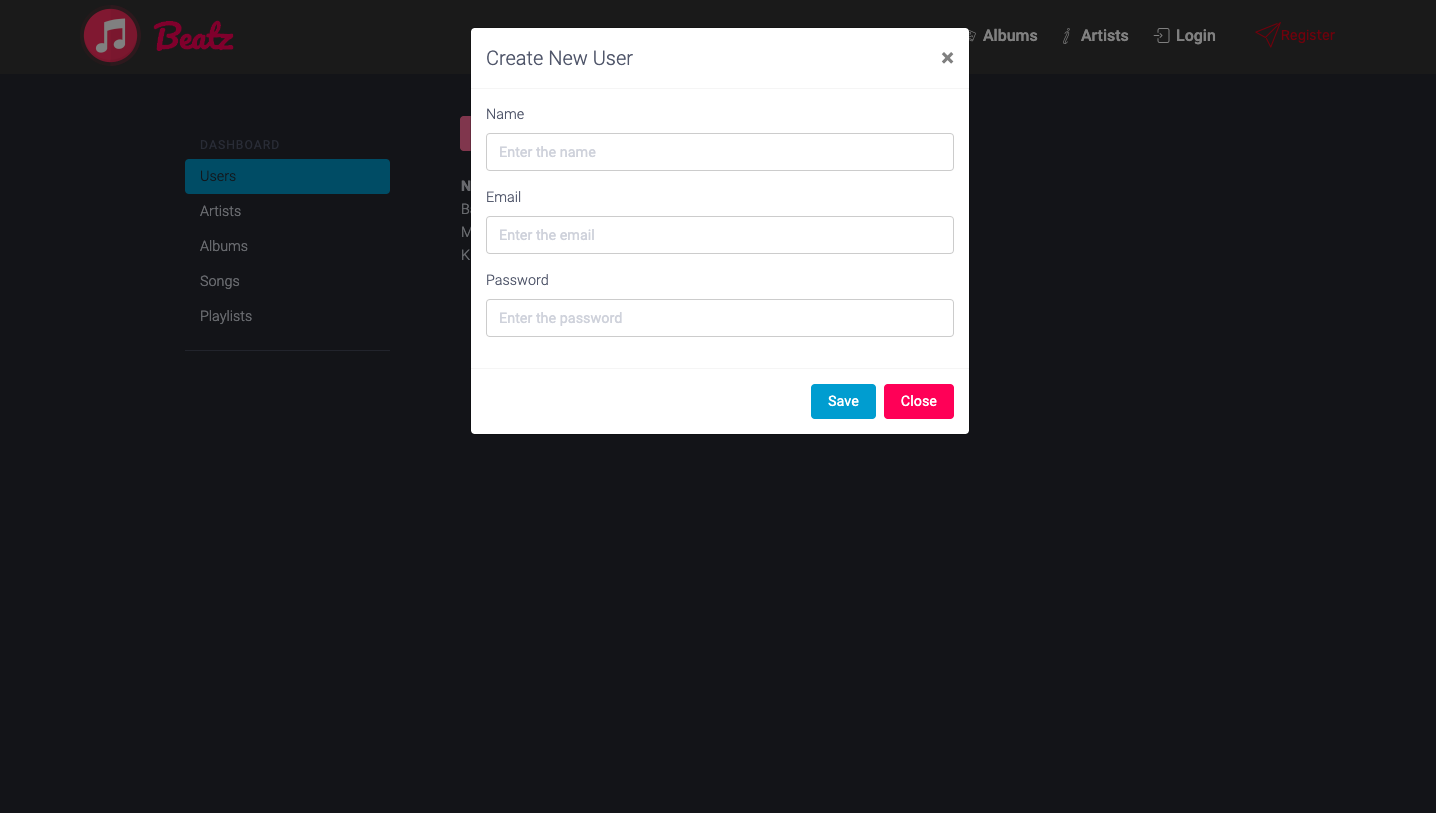 Beatz
Albums
Artists
Login
Register
Create New User
×
Name
Enter the name
Email
Enter the email
Password
Enter the password
Save
Close
DASHBOARD
Users
Artists
Albums
Songs
Playlists
N
B
M
K